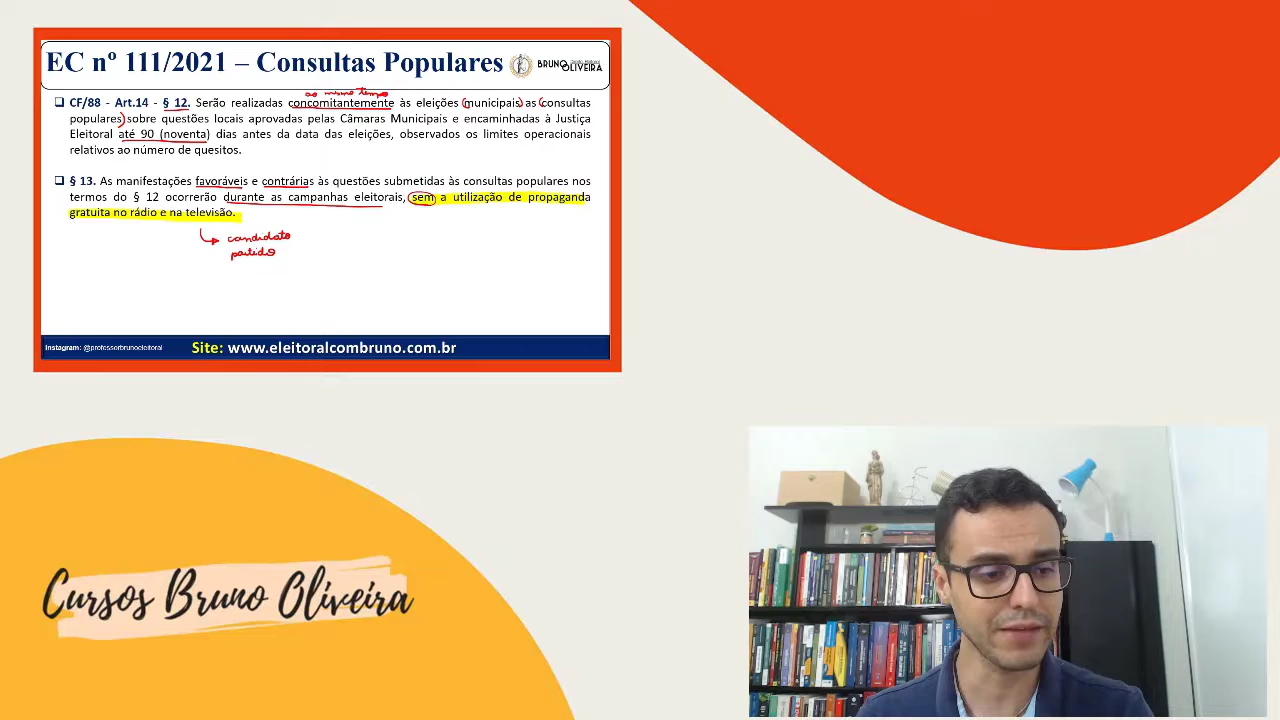 EC nº 111/2021 – Consultas Populares
BRUNO OLIVEIRA
ao mesmo tempo
CF/88 - Art.14 - § 12. Serão realizadas concomitantemente às eleições municipais as consultas
populares sobre questões locais aprovadas pelas Câmaras Municipais e encaminhadas à Justiça
Eleitoral até 90 (noventa) dias antes da data das eleições, observados os limites operacionais
relativos ao número de quesitos.
§ 13. As manifestações favoráveis e contrárias às questões submetidas às consultas populares nos
termos do § 12 ocorrerão durante as campanhas eleitorais, sem a utilização de propaganda
gratuita no rádio e na televisão.
candidato
partido
Instagram: @professorbrunoeleitoral
Site: www.eleitoralcombruno.com.br
Cursos Bruno Oliveira